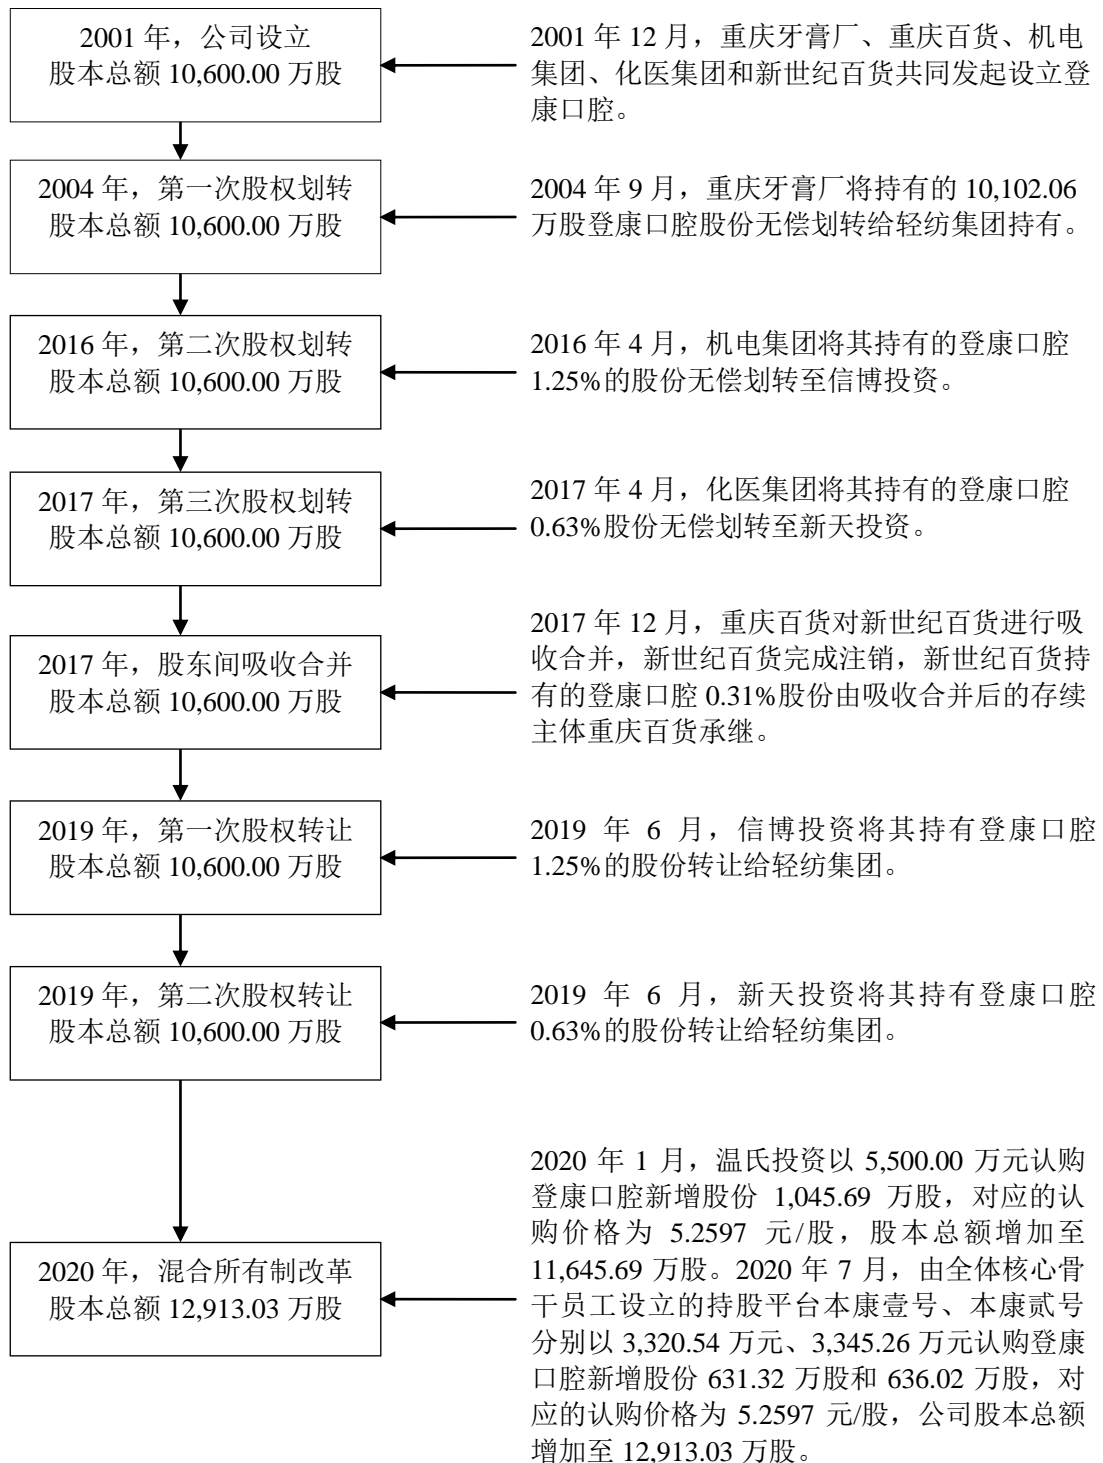 2001 年，公司设立
股本总额 10,600.00 万股
2001 年 12 月，重庆牙膏厂、重庆百货、机电
集团、化医集团和新世纪百货共同发起设立登
康口腔。
2004 年，第一次股权划转
股本总额 10,600.00 万股
2004 年 9 月，重庆牙膏厂将持有的 10,102.06
万股登康口腔股份无偿划转给轻纺集团持有。
2016 年，第二次股权划转
股本总额 10,600.00 万股
2016 年 4 月，机电集团将其持有的登康口腔
1.25%的股份无偿划转至信博投资。
2017 年，第三次股权划转
股本总额 10,600.00 万股
2017 年 4 月，化医集团将其持有的登康口腔
0.63%股份无偿划转至新天投资。
2017 年，股东间吸收合并
股本总额 10,600.00 万股
2017 年 12 月，重庆百货对新世纪百货进行吸
收合并，新世纪百货完成注销，新世纪百货持
有的登康口腔 0.31%股份由吸收合并后的存续
主体重庆百货承继。
2019 年，第一次股权转让
股本总额 10,600.00 万股
2019 年 6 月，信博投资将其持有登康口腔
1.25%的股份转让给轻纺集团。
2019 年，第二次股权转让
股本总额 10,600.00 万股
2019 年 6 月，新天投资将其持有登康口腔
0.63%的股份转让给轻纺集团。
2020 年，混合所有制改革
股本总额 12,913.03 万股
2020 年 1 月，温氏投资以 5,500.00 万元认购
登康口腔新增股份 1,045.69 万股，对应的认
购价格为 5.2597 元/股，股本总额增加至
11,645.69 万股。2020 年 7 月，由全体核心骨
干员工设立的持股平台本康壹号、本康贰号
分别以 3,320.54 万元、3,345.26 万元认购登康
口腔新增股份 631.32 万股和 636.02 万股，对
应的认购价格为 5.2597 元/股，公司股本总额
增加至 12,913.03 万股。